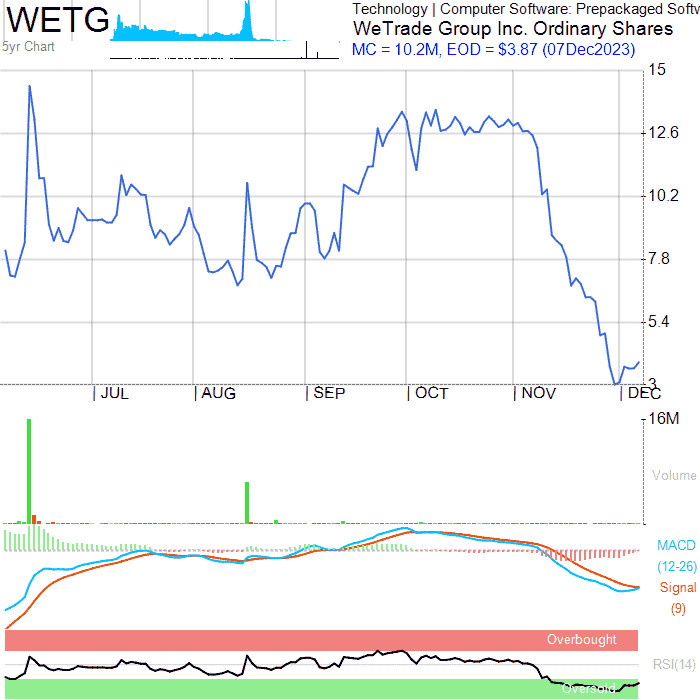 WETG
Technology | Computer Software: Prepackaged Softw
WeTrade Group Inc. Ordinary Shares
5yr Chart
MC = 10.2M, EOD = $3.87 (07Dec2023)
15
12.6
10.2
7.8
5.4
3
JUL
AUG
SEP
OCT
NOV
DEC
16M
Volume
MACD
(12-26)
Signal
(9)
Overbought
RSI(14)
Oversold